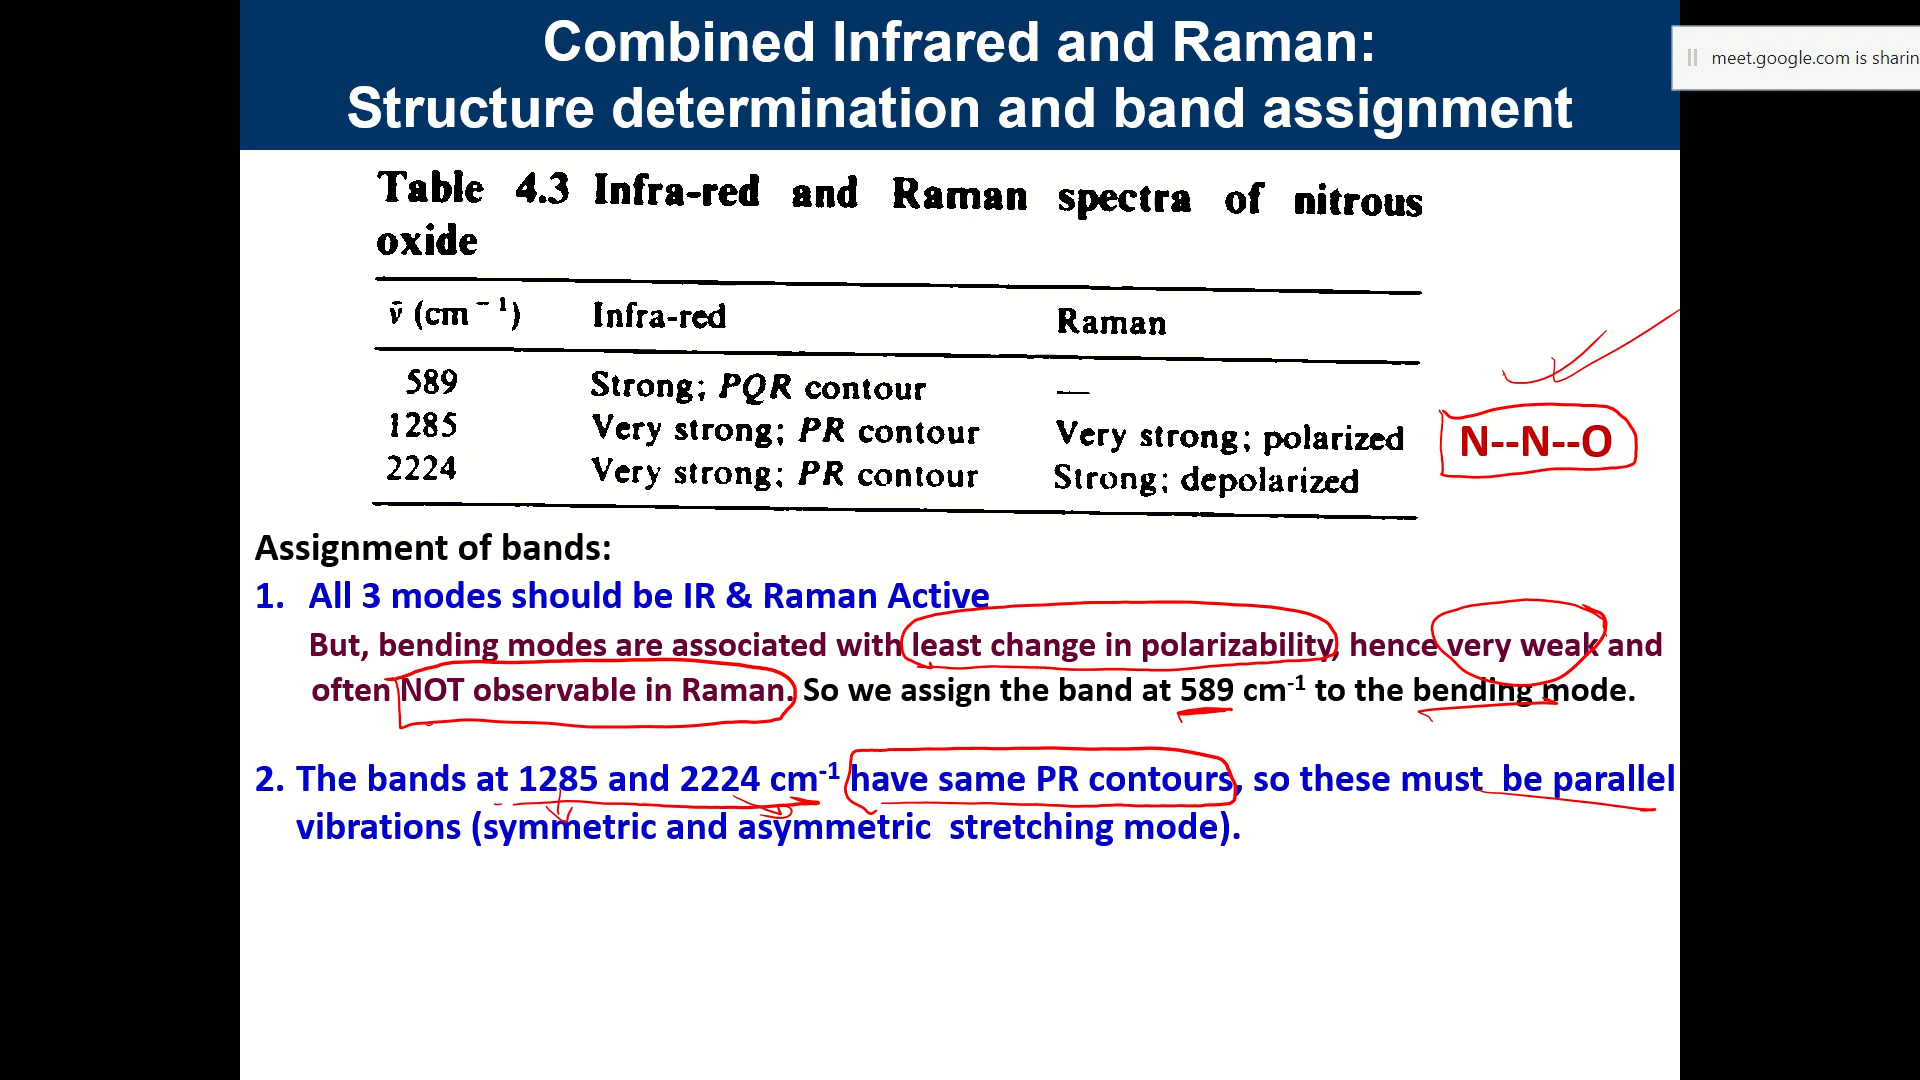 Combined Infrared and Raman:
Structure determination and band assignment
meet.google.com is sharin
Table 4.3 Infra-red and Raman spectra of nitrous
oxide
ν̄ (cm⁻¹) Infra-red Raman
589 Strong; PQR contour —
1285 Very strong; PR contour Very strong; polarized
2224 Very strong; PR contour Strong; depolarized
N--N--O
Assignment of bands:
1. All 3 modes should be IR & Raman Active
But, bending modes are associated with least change in polarizability, hence very weak and
often NOT observable in Raman. So we assign the band at 589 cm⁻¹ to the bending mode.
2. The bands at 1285 and 2224 cm⁻¹ have same PR contours, so these must be parallel
vibrations (symmetric and asymmetric stretching mode).